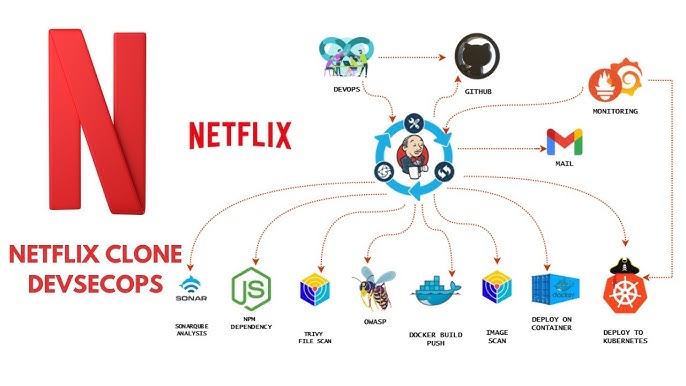 DEVOPS
GITHUB
MONITORING
NETFLIX
MAIL
NETFLIX CLONE
DEVSECOPS
SONAR
SONARQUBE
ANALYSIS
JS
NPM
DEPENDENCY
TRIVY
FILE SCAN
OWASP
DOCKER BUILD
PUSH
IMAGE
SCAN
docker
DEPLOY ON
CONTAINER
DEPLOY TO
KUBERNETES